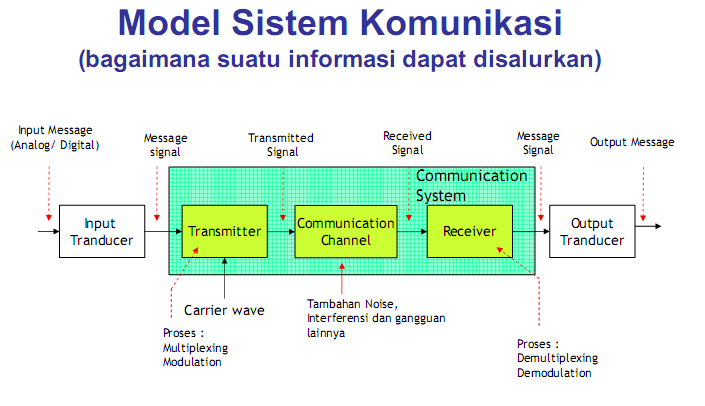 Model Sistem Komunikasi
(bagaimana suatu informasi dapat disalurkan)
Input Message
(Analog/ Digital)
Message
signal
Transmitted
Signal
Received
Signal
Message
Signal
Output Message
Communication
System
Input
Tranducer
Transmitter
Communication
Channel
Receiver
Output
Tranducer
Carrier wave
Tambahan Noise,
Interferensi dan gangguan
lainnya
Proses :
Multiplexing
Modulation
Proses :
Demultiplexing
Demodulation